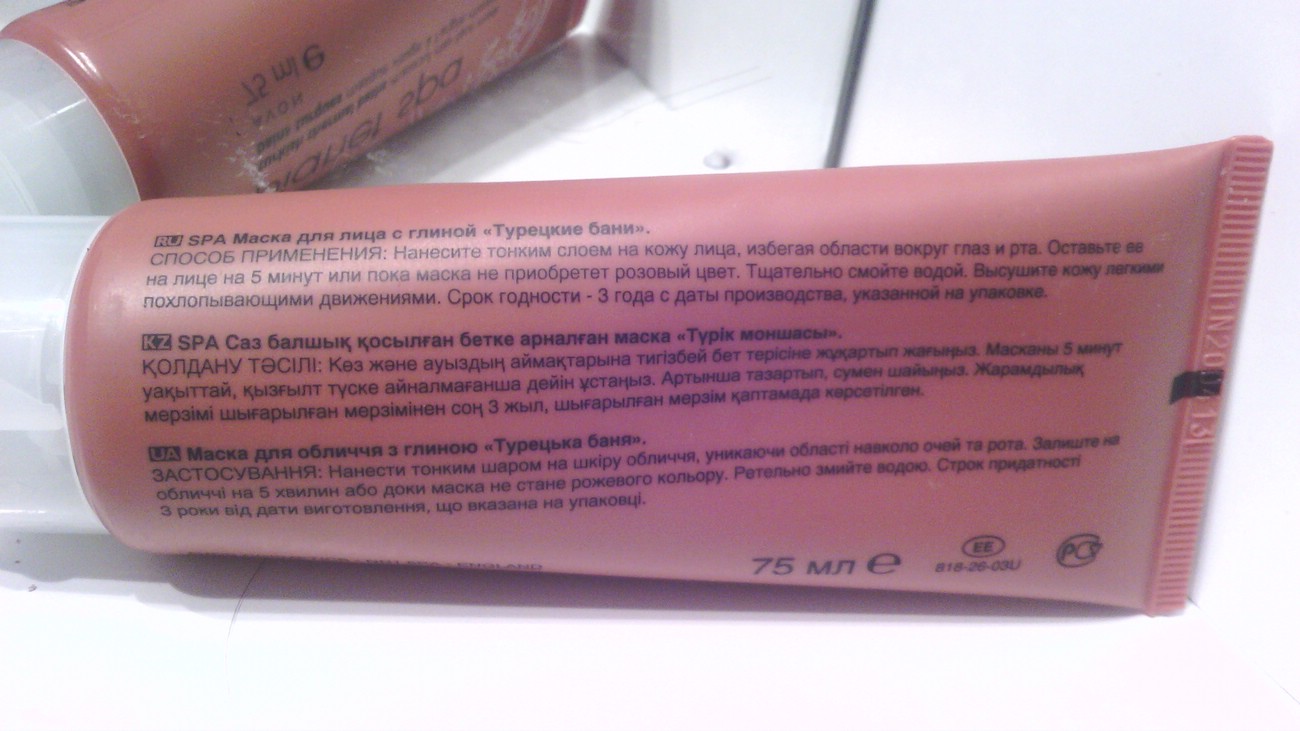 75 ml e
AVON
planet spa
RU SPA Маска для лица с глиной «Турецкие бани».
СПОСОБ ПРИМЕНЕНИЯ: Нанесите тонким слоем на кожу лица, избегая области вокруг глаз и рта. Оставьте ее
на лице на 5 минут или пока маска не приобретет розовый цвет. Тщательно смойте водой. Высушите кожу легкими
похлопывающими движениями. Срок годности - 3 года с даты производства, указанной на упаковке.
KZ SPA Саз балшық қосылған бетке арналған маска «Түрік моншасы».
ҚОЛДАНУ ТӘСІЛІ: Көз және ауыздың аймақтарына тигізбей бет терісіне жұқартып жағыңыз. Масканы 5 минут
уақыттай, қызғылт түске айналмағанша дейін ұстаңыз. Артынша тазартып, сумен шайыңыз. Жарамдылық
мерзімі шығарылған мерзімінен соң 3 жыл, шығарылған мерзім қаптамада көрсетілген.
UA Маска для обличчя з глиною «Турецька баня».
ЗАСТОСУВАННЯ: Нанести тонким шаром на шкіру обличчя, уникаючи області навколо очей та рота. Залиште на
обличчі на 5 хвилин або доки маска не стане рожевого кольору. Ретельно змийте водою. Строк придатності
3 роки від дати виготовлення, що вказана на упаковці.
ENGLAND
75 мл e
EE
818-26-03U
РСТ